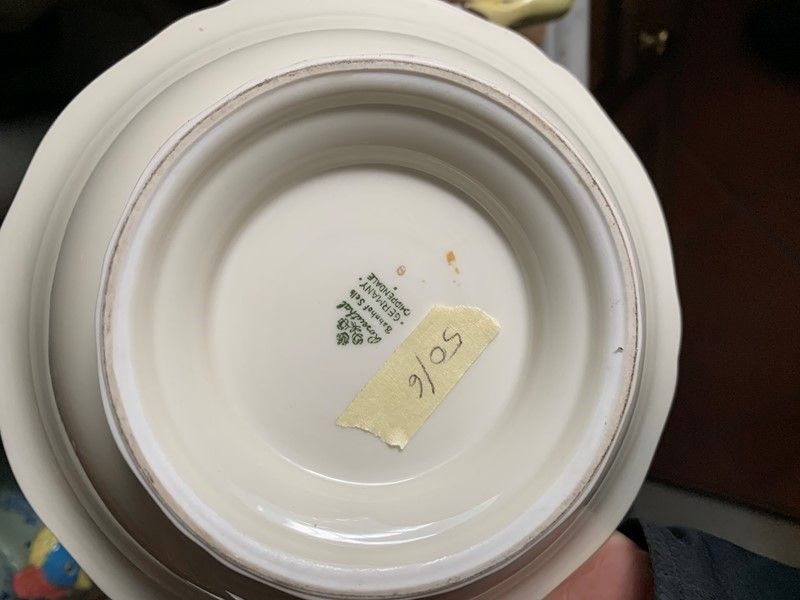 Rosenthal
Bahnhof Selb
· GERMANY ·
CHIPPENDALE
50/6